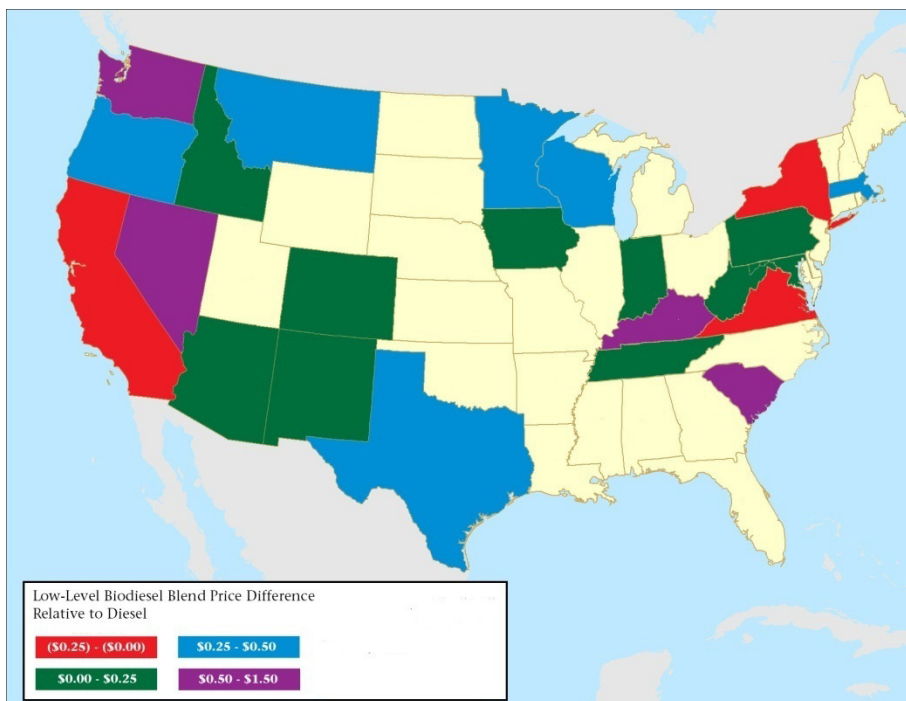 Low-Level Biodiesel Blend Price Difference
Relative to Diesel
($0.25) - ($0.00)
$0.25 - $0.50
$0.00 - $0.25
$0.50 - $1.50